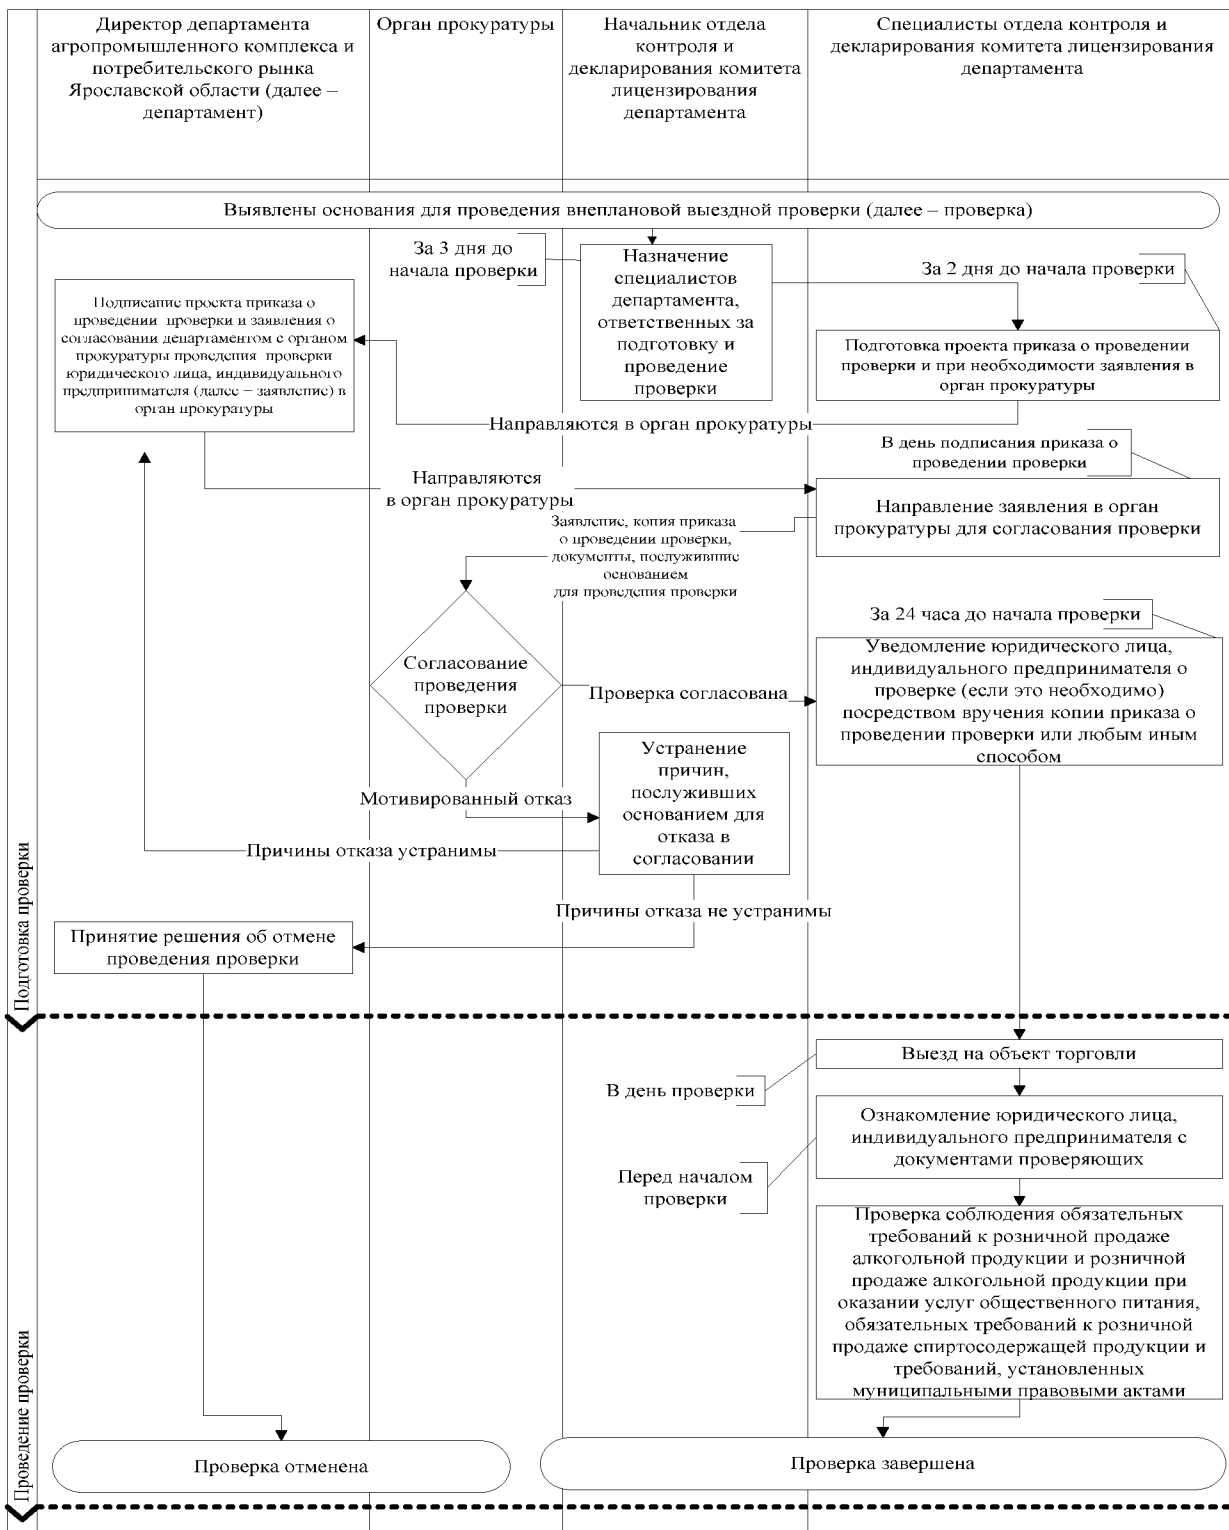 Директор департамента
агропромышленного комплекса и
потребительского рынка
Ярославской области (далее –
департамент)
Орган прокуратуры
Начальник отдела
контроля и
декларирования комитета
лицензирования
департамента
Специалисты отдела контроля и
декларирования комитета лицензирования
департамента
Выявлены основания для проведения внеплановой выездной проверки (далее – проверка)
За 3 дня до
начала проверки
Назначение
специалистов
департамента,
ответственных за
подготовку и
проведение
проверки
За 2 дня до начала проверки
Подготовка проекта приказа о проведении
проверки и при необходимости заявления в
орган прокуратуры
Подписание проекта приказа о
проведении проверки и заявления о
согласовании департаментом с органом
прокуратуры проведения проверки
юридического лица, индивидуального
предпринимателя (далее – заявление) в
орган прокуратуры
Направляются в орган прокуратуры
В день подписания приказа о
проведении проверки
Направляются
в орган прокуратуры
Направление заявления в орган
прокуратуры для согласования проверки
Заявление, копия приказа
о проведении проверки,
документы, послужившие
основанием
для проведения проверки
Согласование
проведения
проверки
За 24 часа до начала проверки
Проверка согласована
Уведомление юридического лица,
индивидуального предпринимателя о
проверке (если это необходимо)
посредством вручения копии приказа о
проведении проверки или любым иным
способом
Мотивированный отказ
Устранение
причин,
послуживших
основанием для
отказа в
согласовании
Причины отказа устранимы
Причины отказа не устранимы
Принятие решения об отмене
проведения проверки
Подготовка проверки
Выезд на объект торговли
В день проверки
Ознакомление юридического лица,
индивидуального предпринимателя с
документами проверяющих
Перед началом
проверки
Проверка соблюдения обязательных
требований к розничной продаже
алкогольной продукции и розничной
продаже алкогольной продукции при
оказании услуг общественного питания,
обязательных требований к розничной
продаже спиртосодержащей продукции и
требований, установленных
муниципальными правовыми актами
Проведение проверки
Проверка отменена
Проверка завершена